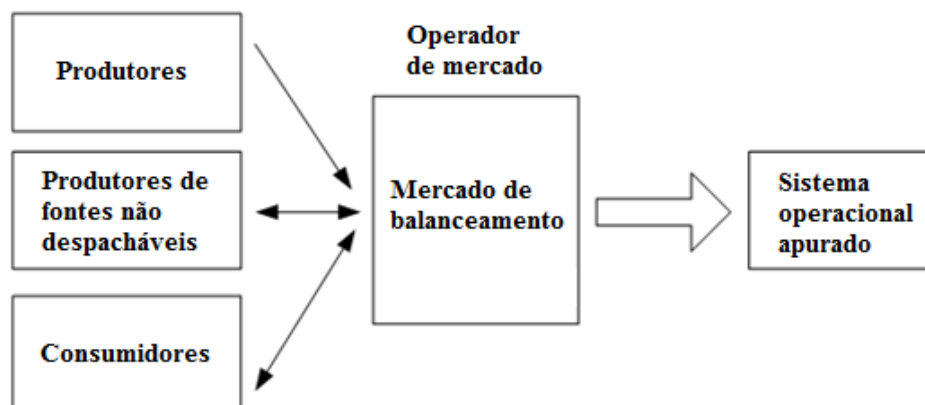 Produtores
Produtores de
fontes não
despacháveis
Consumidores
Operador
de mercado
Mercado de
balanceamento
Sistema
operacional
apurado